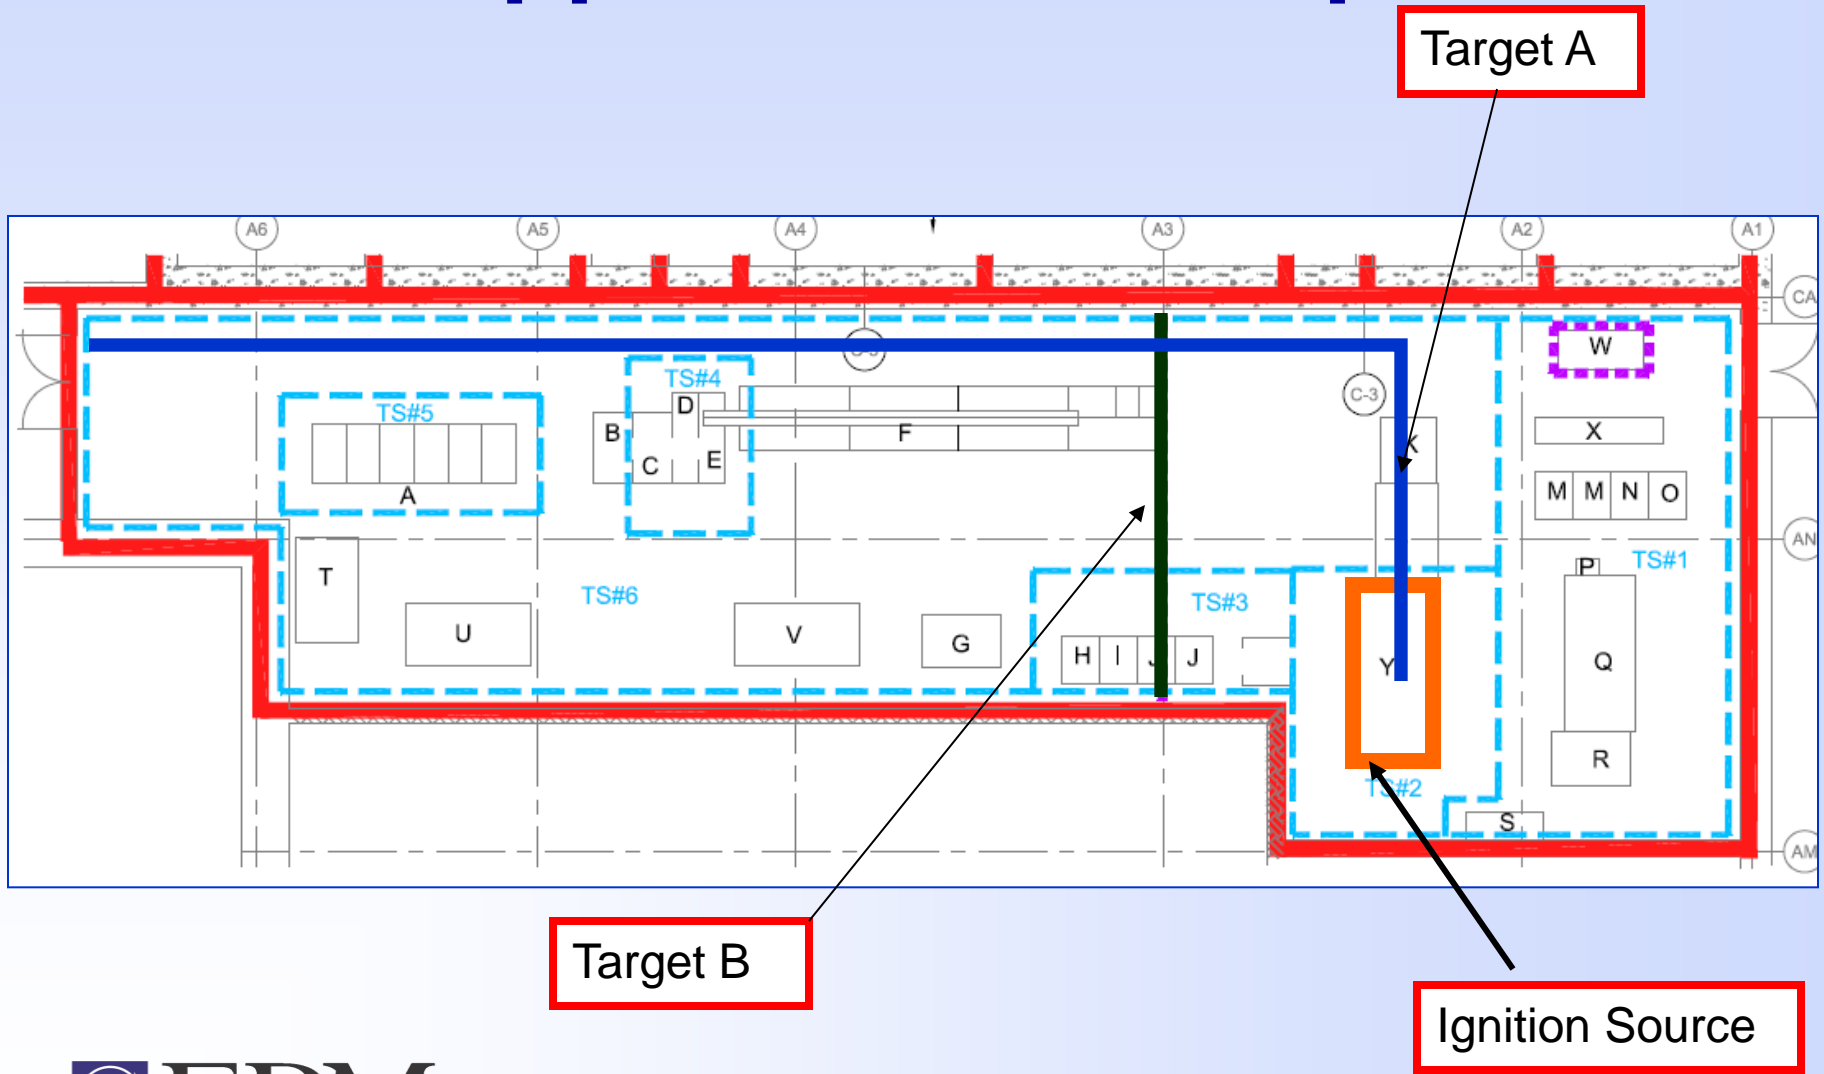 Target A
A6 A5 A4 A3 A2 A1
CA
W
TS#4
C-3
TS#5
D
B F K X
C E
A M M N O
AN
T TS#6 P TS#1
TS#3
U V G
H I J J Y Q
R
TS#2
S
AM
Target B
Ignition Source